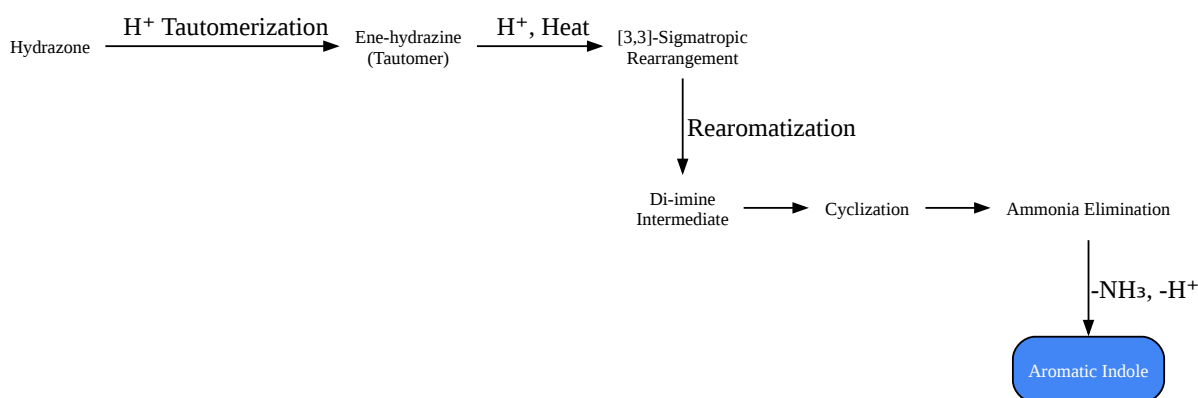 Hydrazone
H⁺ Tautomerization
Ene-hydrazine
(Tautomer)
H⁺, Heat
[3,3]-Sigmatropic
Rearrangement
Rearomatization
Di-imine
Intermediate
Cyclization
Ammonia Elimination
-NH₃, -H⁺
Aromatic Indole